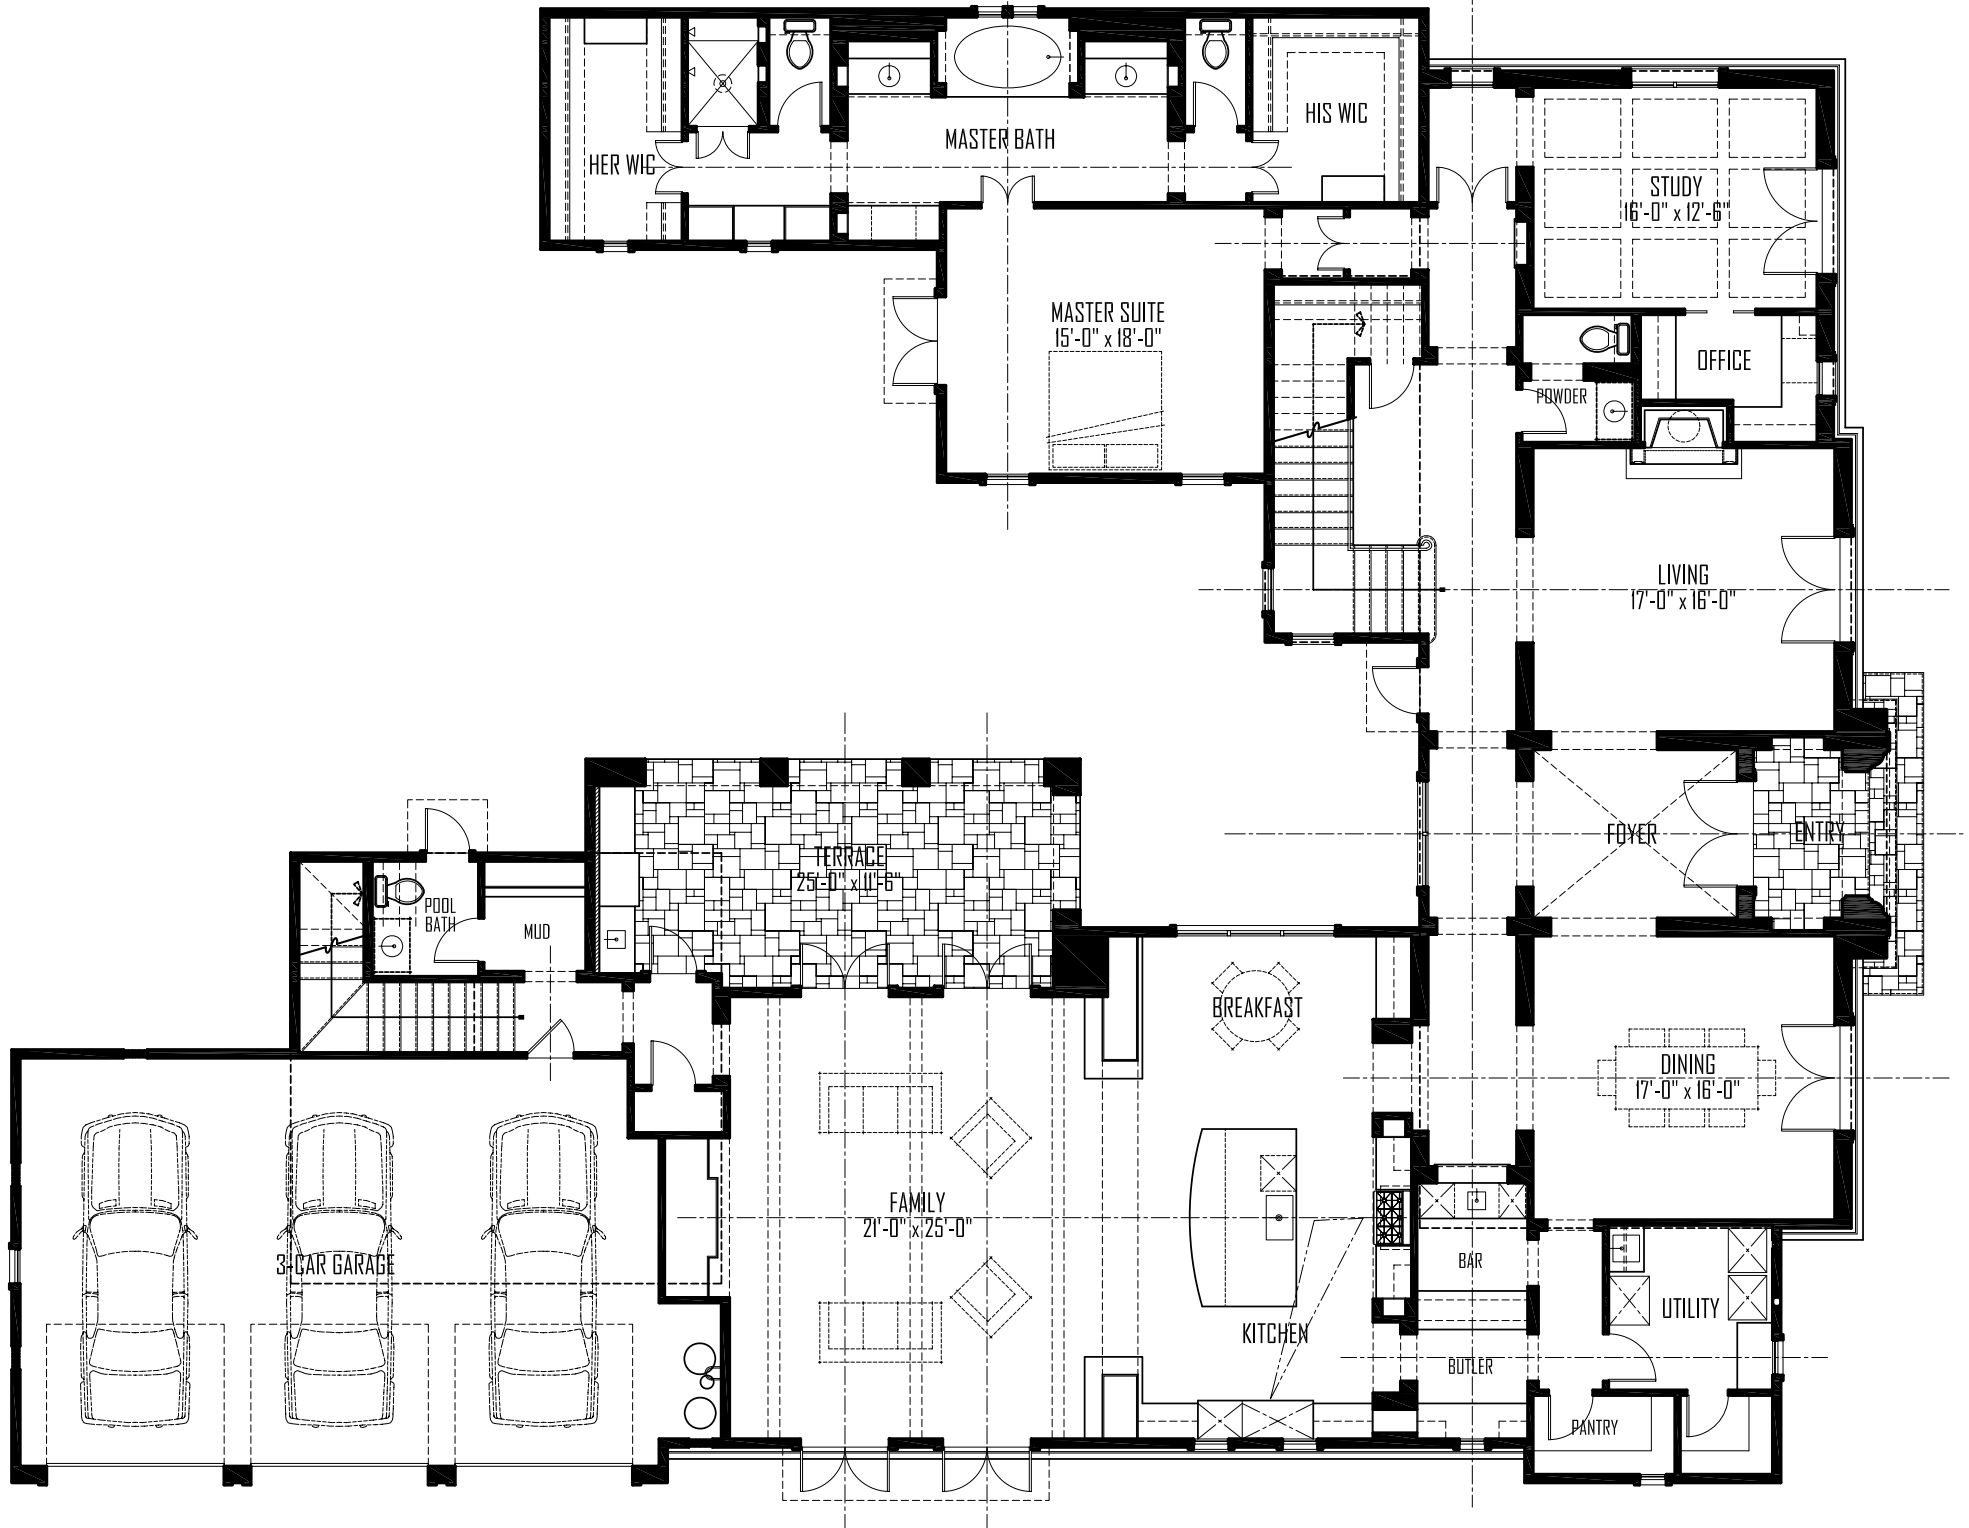 MASTER BATH
HIS WIC
HER WIC
STUDY
16'-0" x 12'-6"
MASTER SUITE
15'-0" x 18'-0"
OFFICE
POWDER
LIVING
17'-0" x 16'-0"
FOYER
ENTRY
TERRACE
25'-0" x 11'-6"
POOL
BATH
MUD
BREAKFAST
DINING
17'-0" x 16'-0"
FAMILY
21'-0" x 25'-0"
3-CAR GARAGE
BAR
UTILITY
KITCHEN
BUTLER
PANTRY